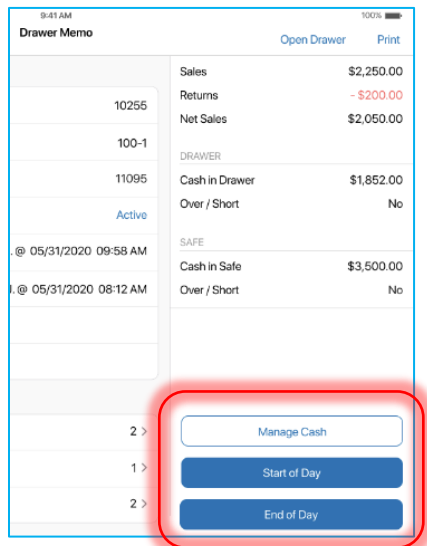 9:41 AM 100%
Drawer Memo Open Drawer Print
Sales $2,250.00
Returns - $200.00
10255
Net Sales $2,050.00
100-1
DRAWER
11095
Cash in Drawer $1,852.00
Over / Short No
Active
SAFE
. @ 05/31/2020 09:58 AM
Cash in Safe $3,500.00
. @ 05/31/2020 08:12 AM
Over / Short No
2 >
Manage Cash
1 >
Start of Day
2 >
End of Day